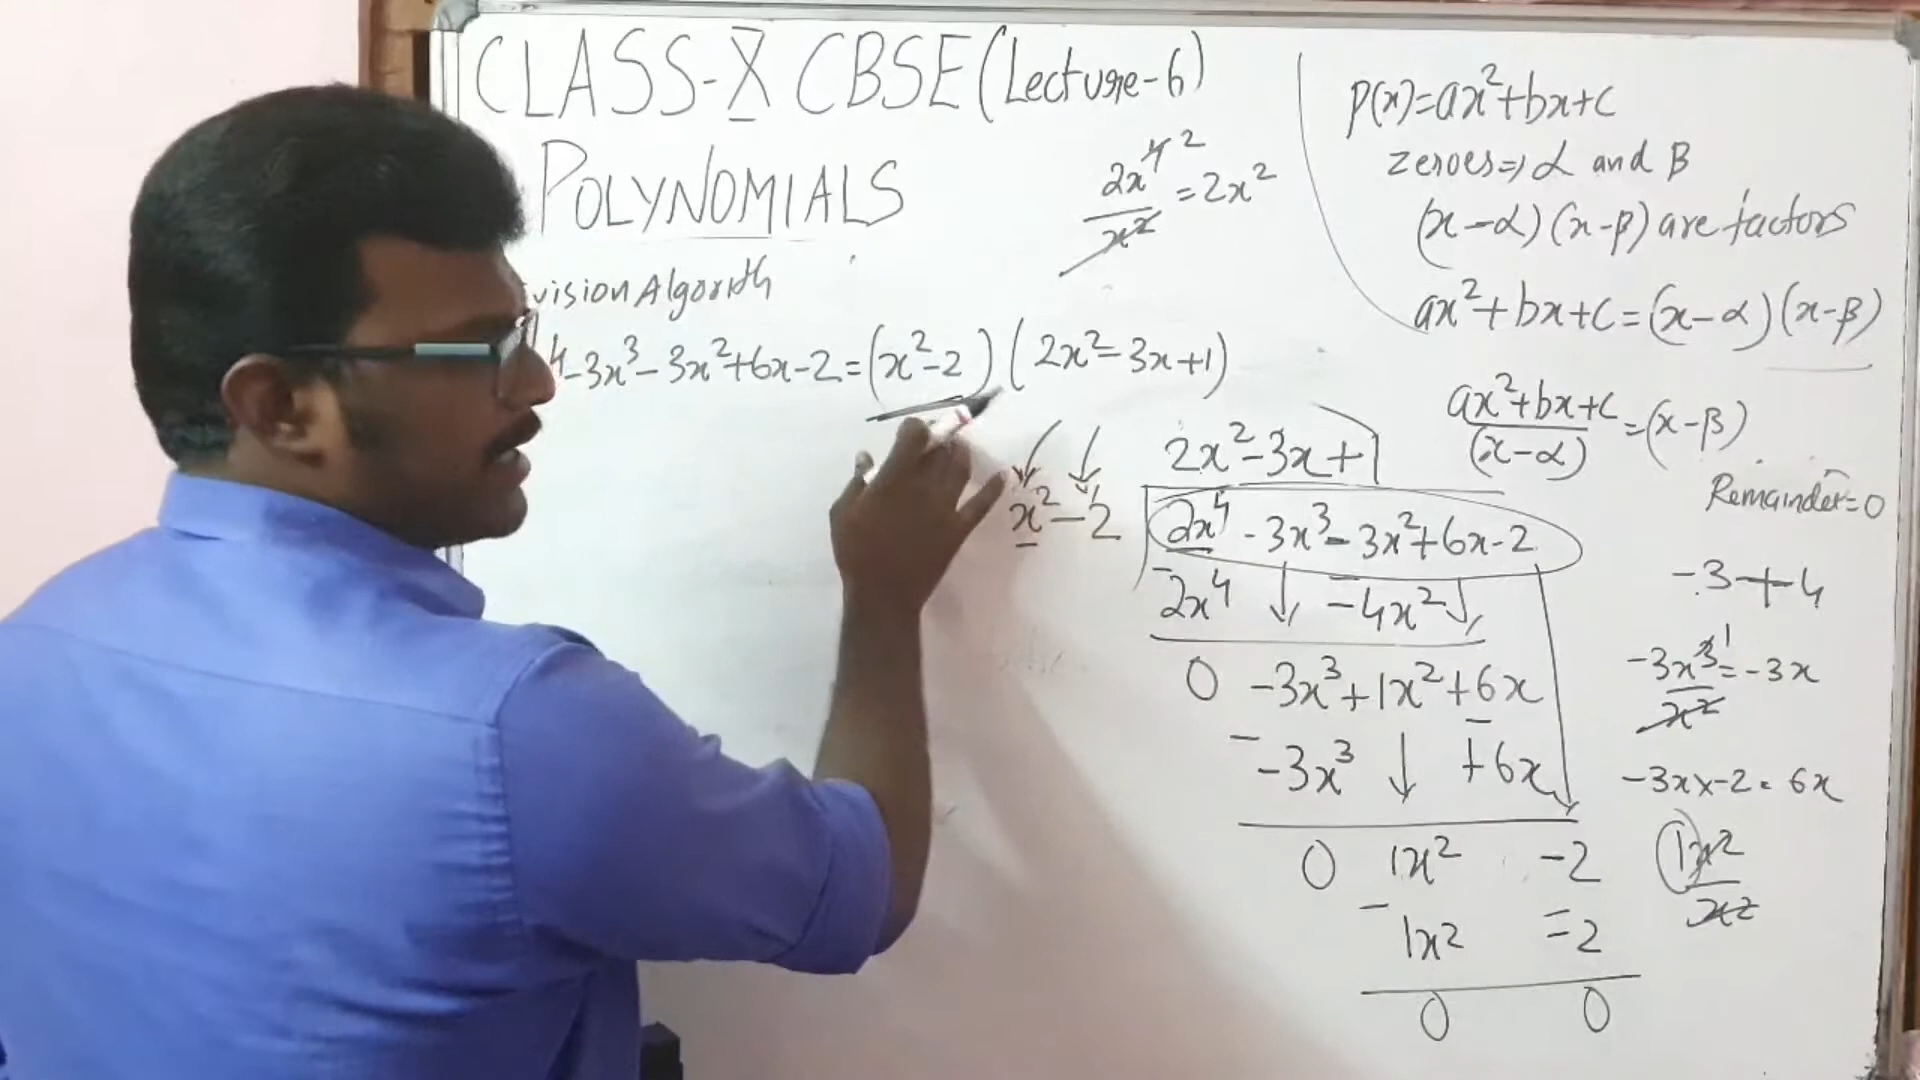 CLASS-X CBSE (Lecture-6)
POLYNOMIALS
2x⁴ ² / x² = 2x²
vision Algorith
⁴-3x³-3x²+6x-2=(x²-2)(2x²-3x+1)
2x²-3x+1
x²-2 2x⁴-3x³-3x²+6x-2
-2x⁴ ↓ -4x² ↓
0 -3x³+1x²+6x
-3x³ ↓ +6x
0 1x² -2
1x² -2
0 0
p(x)=ax²+bx+c
zeroes⇒ α and β
(x-α)(x-β) are factors
ax²+bx+c=(x-α)(x-β)
ax²+bx+c / (x-α) = (x-β)
Remainder=0
-3+4
-3x³ ¹ / x² = -3x
-3x×-2=6x
1x² / x²